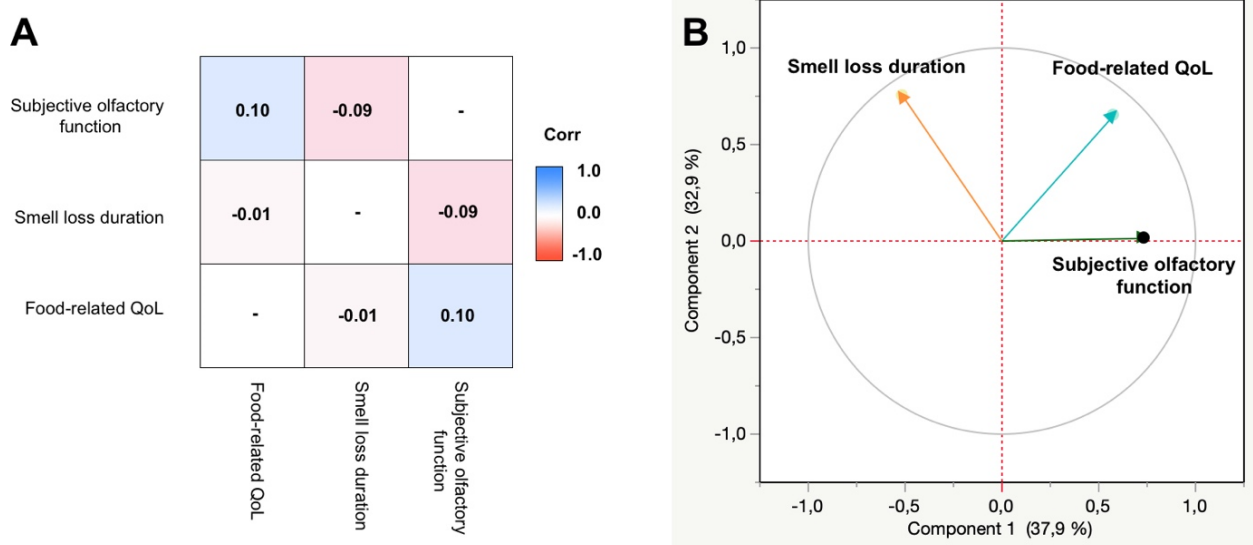 A
Subjective olfactory
function
0.10
-0.09
-
Smell loss duration
-0.01
-
-0.09
Food-related QoL
-
-0.01
0.10
Food-related QoL
Smell loss duration
Subjective olfactory
function
Corr
1.0
0.0
-1.0
B
Component 2 (32,9 %)
1,0
0,5
0,0
-0,5
-1,0
Smell loss duration
Food-related QoL
Subjective olfactory
function
-1,0
-0,5
0,0
0,5
1,0
Component 1 (37,9 %)